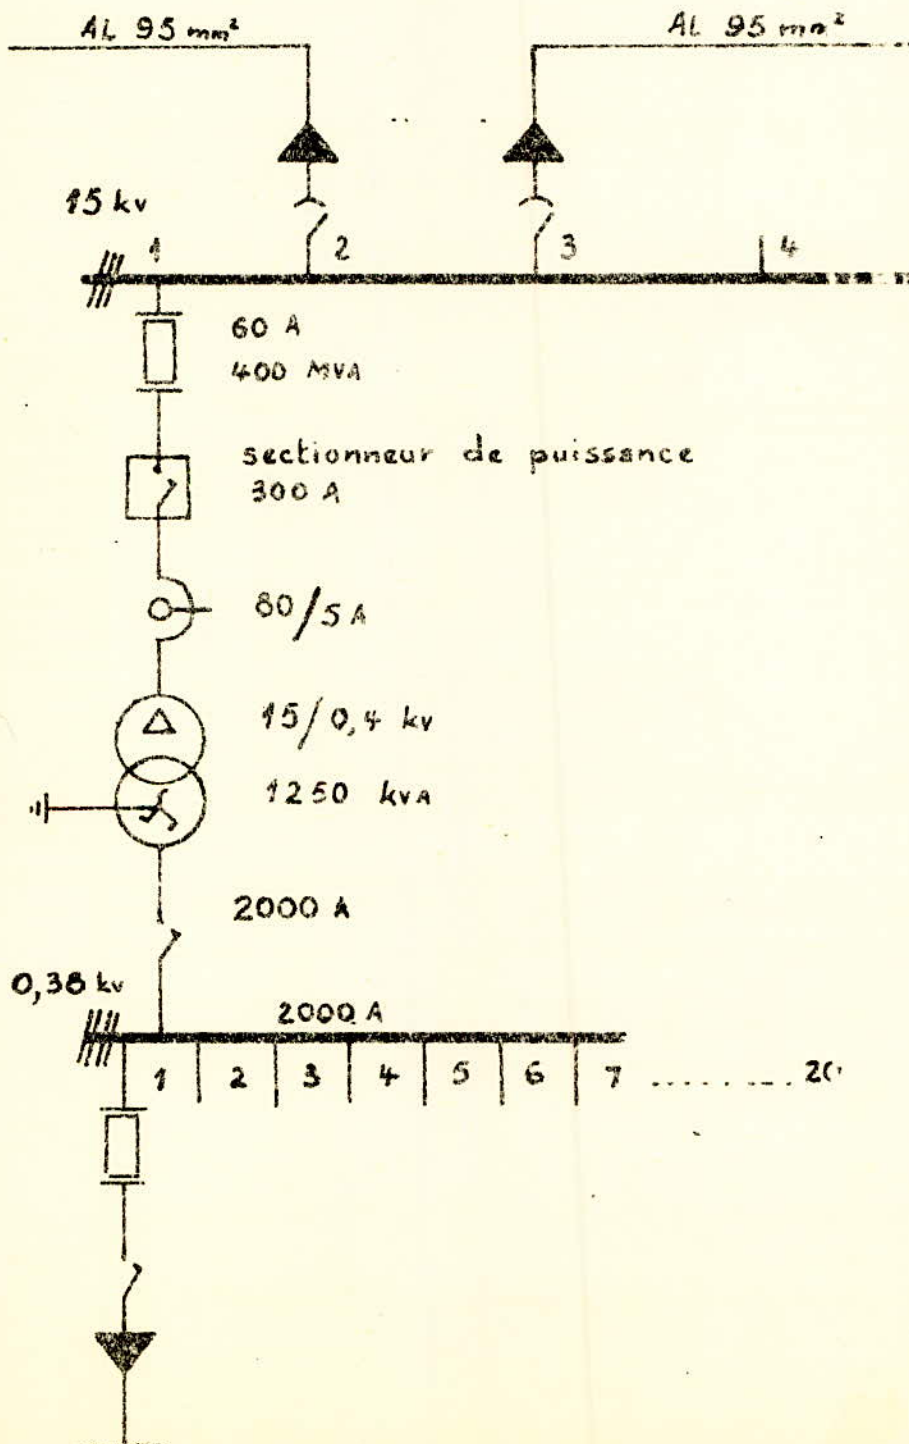 AL 95 mm²
AL 95 mm²
15 kv
1
2
3
4
60 A
400 MVA
sectionneur de puissance
300 A
80/5 A
15/0,4 kv
1250 kvA
2000 A
0,38 kv
2000 A
1 2 3 4 5 6 7 ............ 20